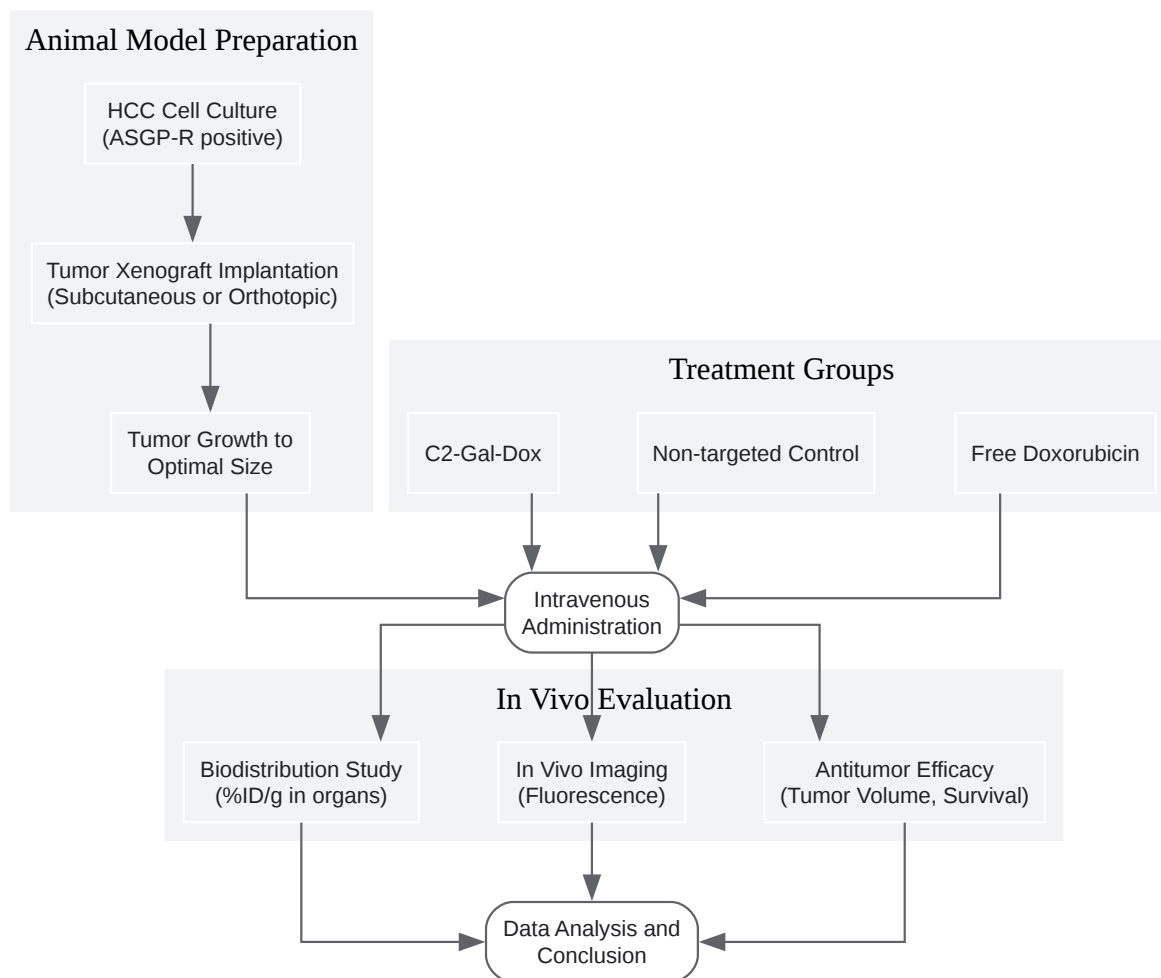 Animal Model Preparation
HCC Cell Culture
(ASGP-R positive)
Tumor Xenograft Implantation
(Subcutaneous or Orthotopic)
Tumor Growth to
Optimal Size
Treatment Groups
C2-Gal-Dox
Non-targeted Control
Free Doxorubicin
Intravenous
Administration
In Vivo Evaluation
Biodistribution Study
(%ID/g in organs)
In Vivo Imaging
(Fluorescence)
Antitumor Efficacy
(Tumor Volume, Survival)
Data Analysis and
Conclusion